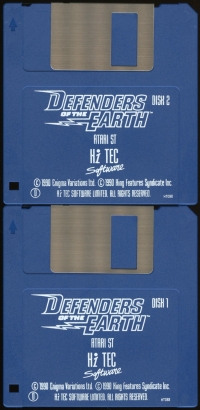 DEFENDERS DISK 2
OF THE
EARTH™
ATARI ST
Hi TEC
Software
© 1990 Enigma Variations Ltd. © 1990 King Features Syndicate Inc.
Ⓟ HI TEC SOFTWARE LIMITED. ALL RIGHTS RESERVED.
DEFENDERS DISK 1
OF THE
EARTH™
ATARI ST
Hi TEC
Software
© 1990 Enigma Variations Ltd. © 1990 King Features Syndicate Inc.
Ⓟ HI TEC SOFTWARE LIMITED. ALL RIGHTS RESERVED.